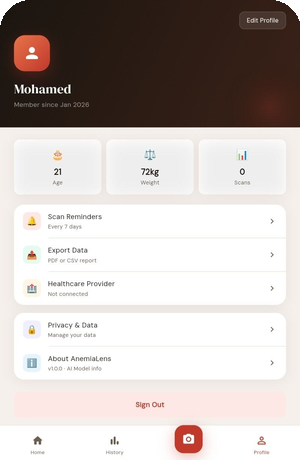 Edit Profile
Mohamed
Member since Jan 2026
21
Age
72kg
Weight
0
Scans
Scan Reminders
Every 7 days
Export Data
PDF or CSV report
Healthcare Provider
Not connected
Privacy & Data
Manage your data
About AnemiaLens
v1.0.0 · AI Model info
Sign Out
Home
History
Profile